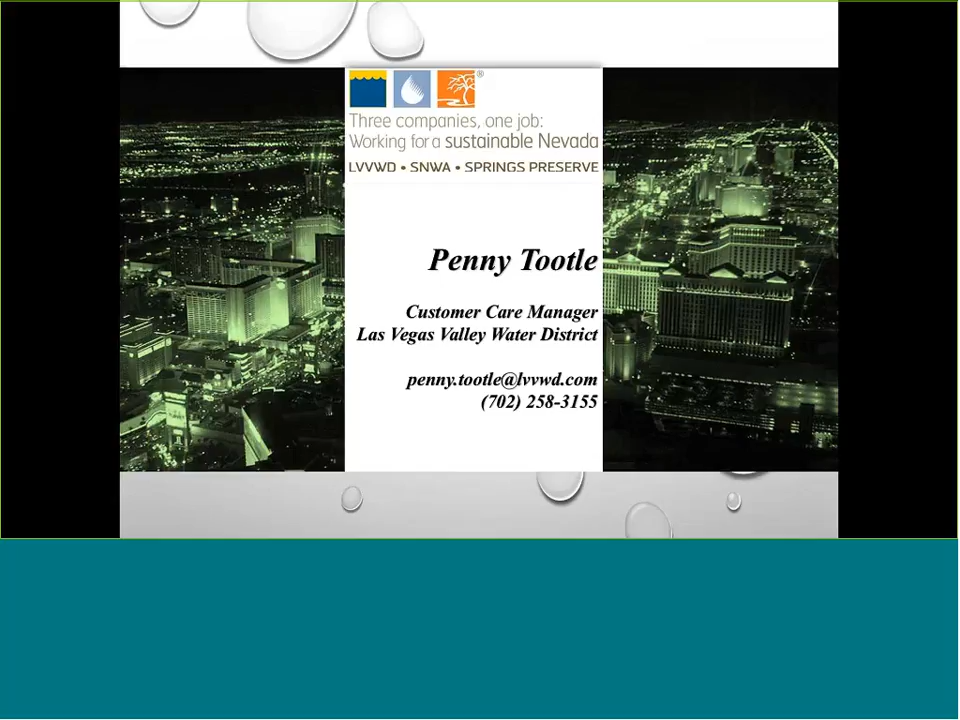 ®
Three companies, one job:
Working for a sustainable Nevada
LVVWD • SNWA • SPRINGS PRESERVE
Penny Tootle
Customer Care Manager
Las Vegas Valley Water District
penny.tootle@lvvwd.com
(702) 258-3155